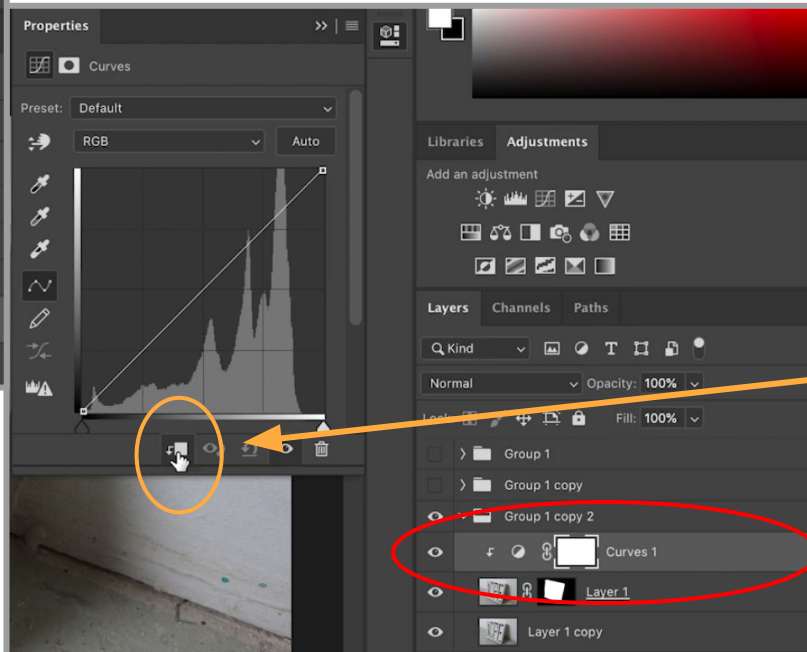 Properties
Curves
Preset: Default
RGB
Auto
Libraries
Adjustments
Add an adjustment
Layers
Channels
Paths
Kind
Normal
Opacity: 100%
Lock:
Fill: 100%
Group 1
Group 1 copy
Group 1 copy 2
Curves 1
Layer 1
Layer 1 copy